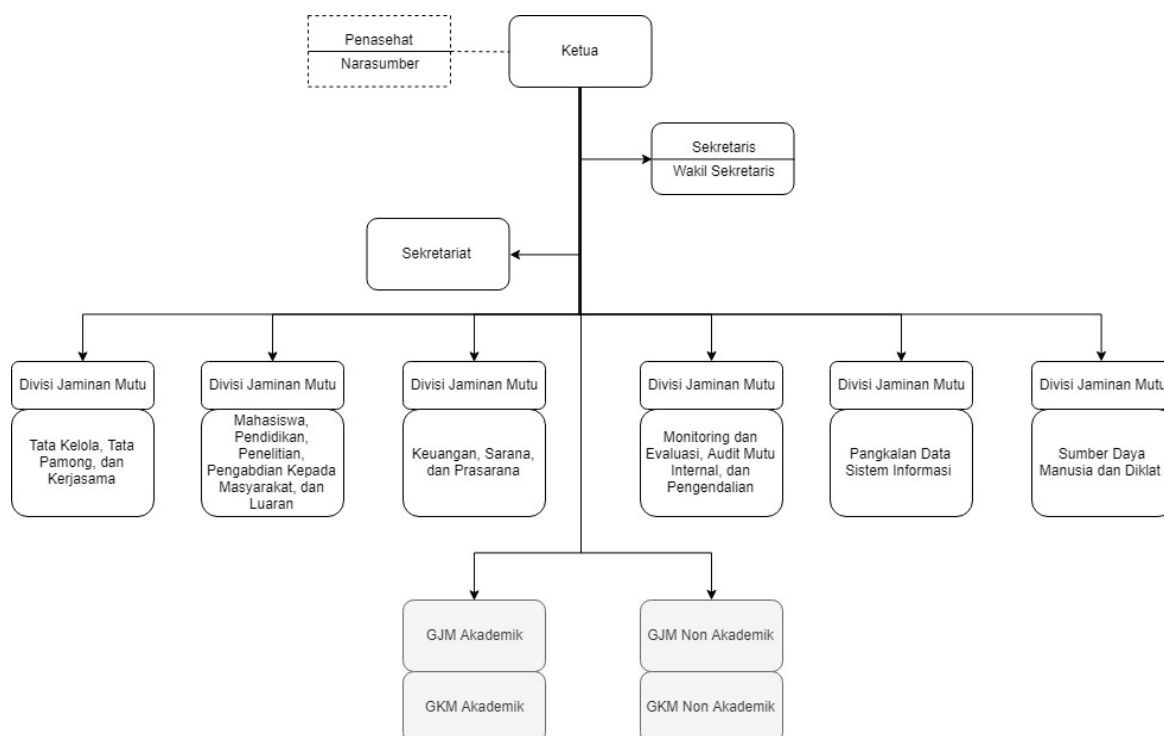 Penasehat
Narasumber
Ketua
Sekretaris
Wakil Sekretaris
Sekretariat
Divisi Jaminan Mutu
Tata Kelola, Tata
Pamong, dan
Kerjasama
Divisi Jaminan Mutu
Mahasiswa,
Pendidikan,
Penelitian,
Pengabdian Kepada
Masyarakat, dan
Luaran
Divisi Jaminan Mutu
Keuangan, Sarana,
dan Prasarana
Divisi Jaminan Mutu
Monitoring dan
Evaluasi, Audit Mutu
Internal, dan
Pengendalian
Divisi Jaminan Mutu
Pangkalan Data
Sistem Informasi
Divisi Jaminan Mutu
Sumber Daya
Manusia dan Diklat
GJM Akademik
GKM Akademik
GJM Non Akademik
GKM Non Akademik